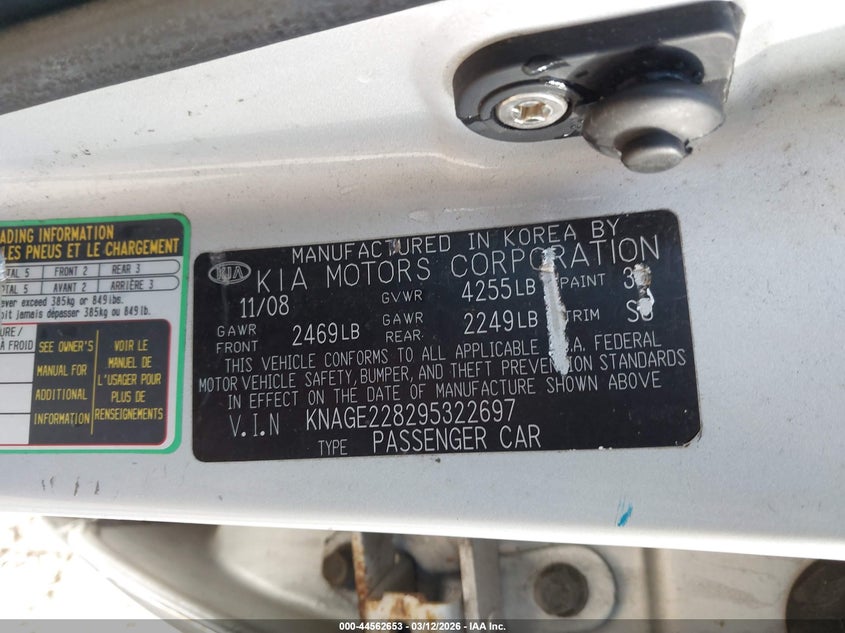 ADING INFORMATION
LES PNEUS ET LE CHARGEMENT
TAL 5 FRONT 2 REAR 3
TAL 5 AVANT 2 ARRIÈRE 3
ever exceed 385kg or 849lbs.
oit jamais dépasser 385kg ou 849lb.
URE/
À FROID
SEE OWNER'S
MANUAL FOR
ADDITIONAL
INFORMATION
VOIR LE
MANUEL DE
L'USAGER POUR
PLUS DE
RENSEIGNEMENTS
KIA
MANUFACTURED IN KOREA BY
KIA MOTORS CORPORATION
11/08 GVWR 4255LB PAINT 3
GAWR FRONT 2469LB GAWR REAR 2249LB TRIM S
THIS VEHICLE CONFORMS TO ALL APPLICABLE .A. FEDERAL
MOTOR VEHICLE SAFETY, BUMPER, AND THEFT PREVENTION STANDARDS
IN EFFECT ON THE DATE OF MANUFACTURE SHOWN ABOVE
V.I.N KNAGE228295322697
TYPE PASSENGER CAR
000-44562653 - 03/12/2026 - IAA Inc.